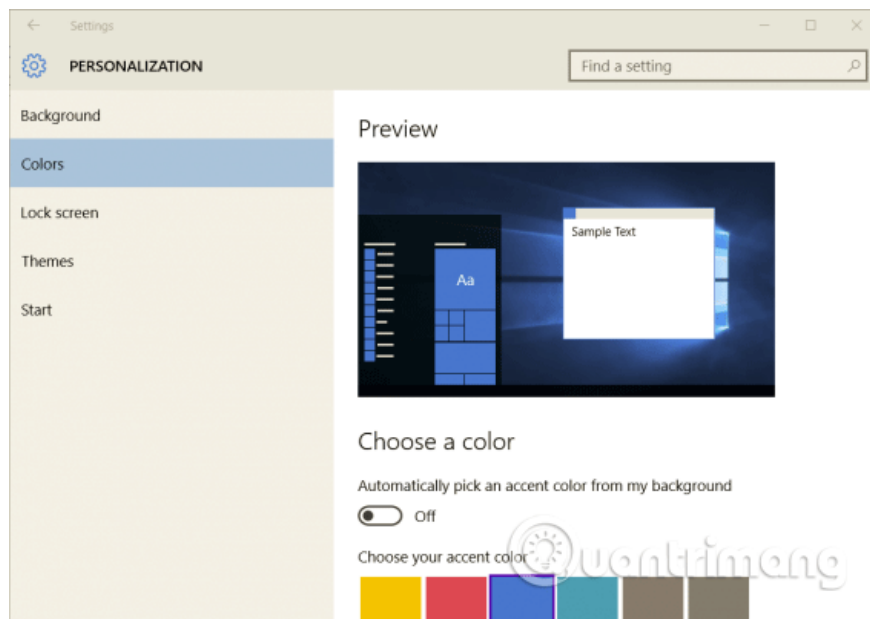 Settings
PERSONALIZATION
Find a setting
Background
Colors
Lock screen
Themes
Start
Preview
Sample Text
Aa
Choose a color
Automatically pick an accent color from my background
Off
Choose your accent color
Quantrimang